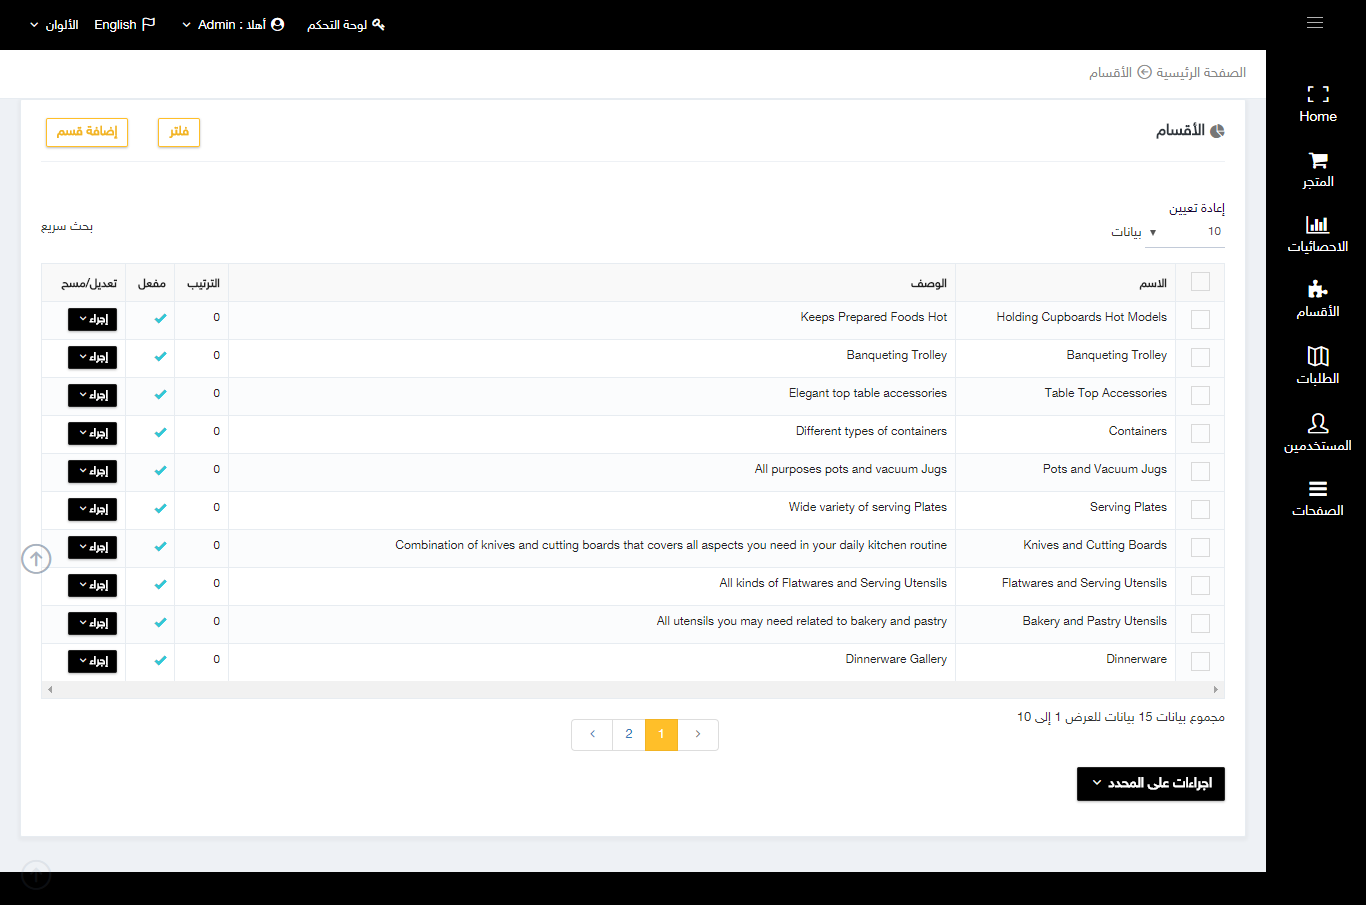 لوحة التحكم
أهلا : Admin
English
الألوان
الصفحة الرئيسية
الأقسام
Home
المتجر
الاحصائيات
الأقسام
الطلبات
المستخدمين
الصفحات
الأقسام
فلتر
إضافة قسم
إعادة تعيين
10 بيانات
بحث سريع
الاسم الوصف الترتيب مفعل تعديل/مسح
Holding Cupboards Hot Models Keeps Prepared Foods Hot 0 إجراء
Banqueting Trolley Banqueting Trolley 0 إجراء
Table Top Accessories Elegant top table accessories 0 إجراء
Containers Different types of containers 0 إجراء
Pots and Vacuum Jugs All purposes pots and vacuum Jugs 0 إجراء
Serving Plates Wide variety of serving Plates 0 إجراء
Knives and Cutting Boards Combination of knives and cutting boards that covers all aspects you need in your daily kitchen routine 0 إجراء
Flatwares and Serving Utensils All kinds of Flatwares and Serving Utensils 0 إجراء
Bakery and Pastry Utensils All utensils you may need related to bakery and pastry 0 إجراء
Dinnerware Dinnerware Gallery 0 إجراء
مجموع بيانات 15 بيانات للعرض 1 إلى 10
1 2
اجراءات على المحدد